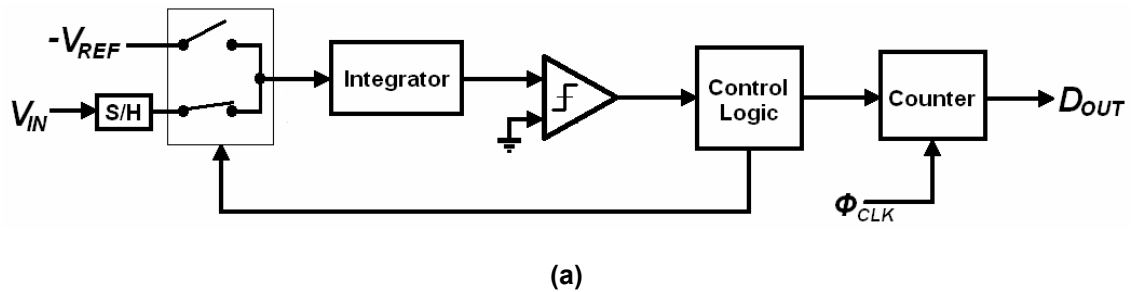 -VREF
VIN
S/H
Integrator
Control
Logic
Counter
DOUT
ΦCLK
(a)